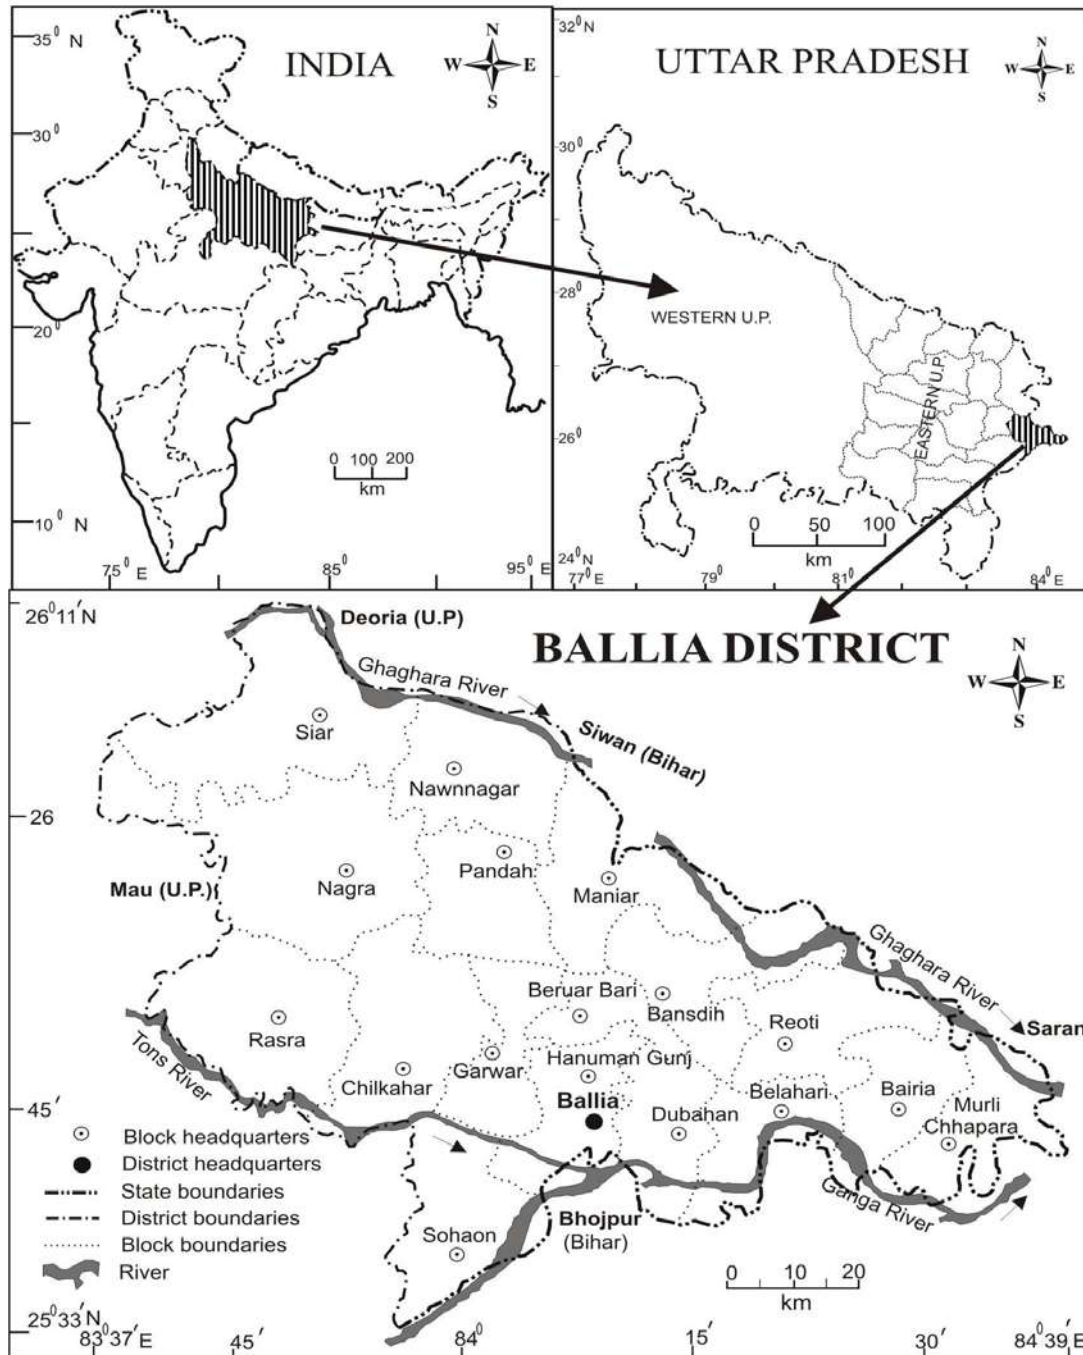 INDIA
N
W E
S
35⁰ N
30⁰
20⁰
10⁰ N
0 100 200
km
75⁰ E
85⁰
95⁰ E
UTTAR PRADESH
N
W E
S
32⁰N
30⁰
28⁰
26⁰
24⁰N
WESTERN U.P.
EASTERN U.P.
0 50 100
km
77⁰ E
79⁰
81⁰
84⁰ E
BALLIA DISTRICT
N
W E
S
26⁰11′N
26
45′
25⁰33′N
Deoria (U.P)
Ghaghara River
Siwan (Bihar)
Siar
Nawnnagar
Mau (U.P.)
Nagra
Pandah
Maniar
Ghaghara River
Saran
Beruar Bari
Bansdih
Reoti
Rasra
Tons River
Chilkahar
Garwar
Hanuman Gunj
Ballia
Dubahan
Belahari
Bairia
Murli
Chhapara
Ganga River
Sohaon
Bhojpur
(Bihar)
Block headquarters
District headquarters
State boundaries
District boundaries
Block boundaries
River
0 10 20
km
83⁰37′E
45′
84⁰
15′
30′
84⁰39′E